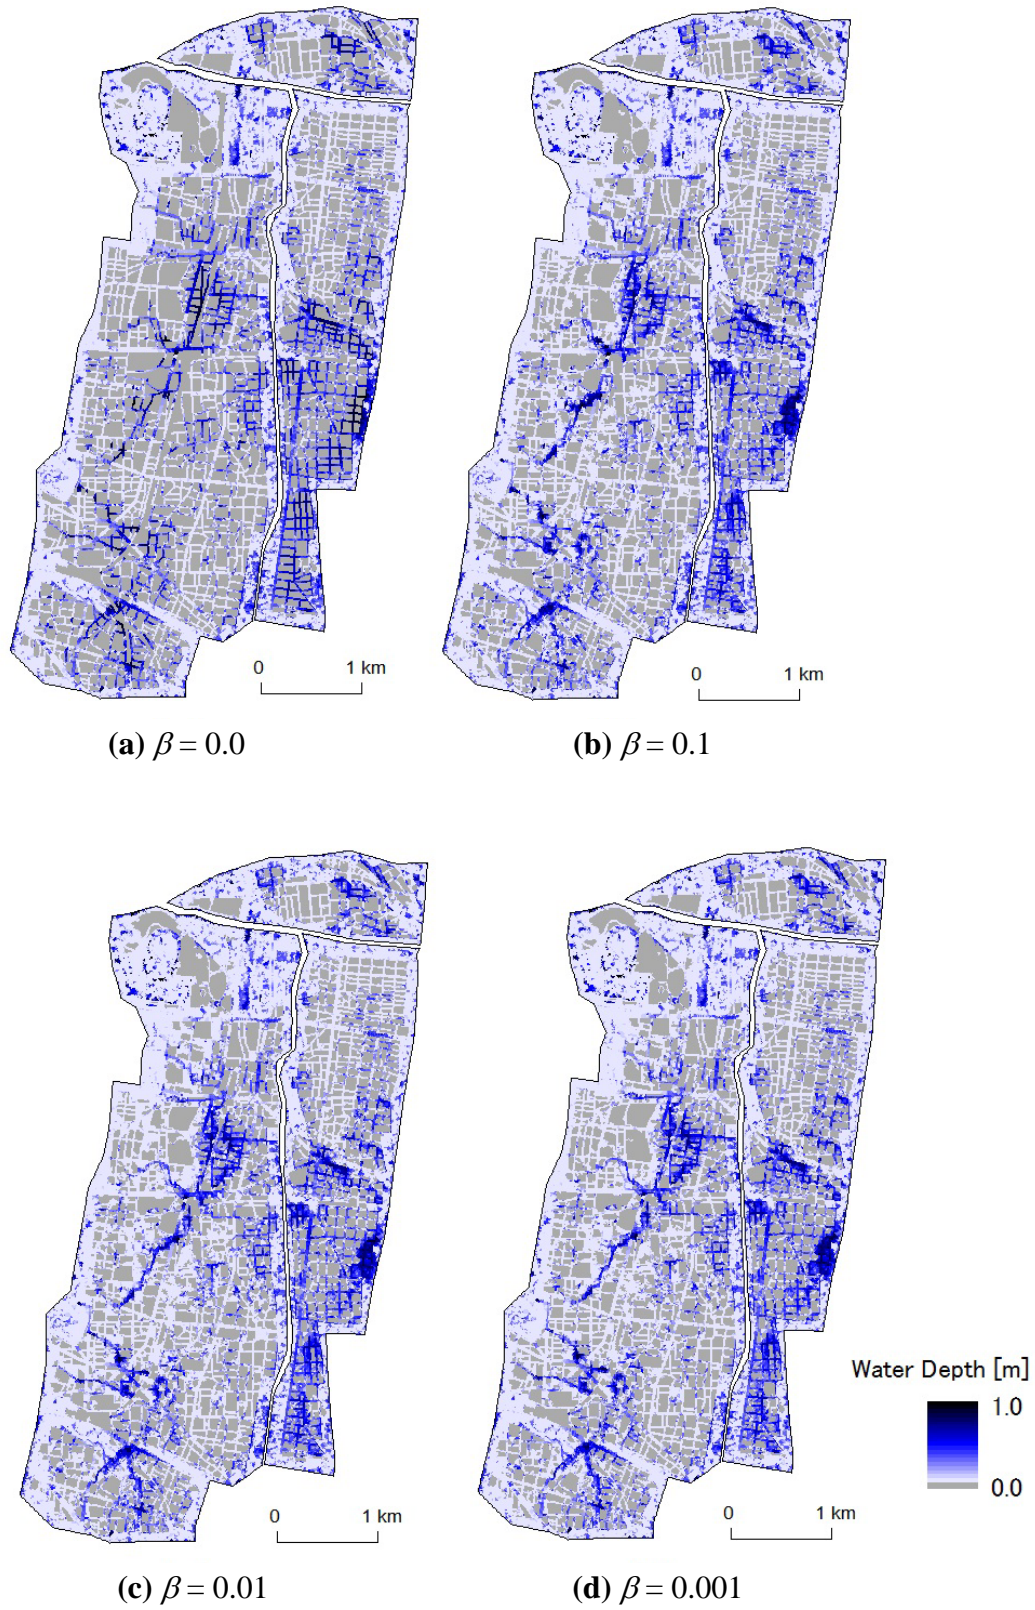 0 1 km
0 1 km
(a) β = 0.0
(b) β = 0.1
Water Depth [m]
1.0
0.0
0 1 km
0 1 km
(c) β = 0.01
(d) β = 0.001